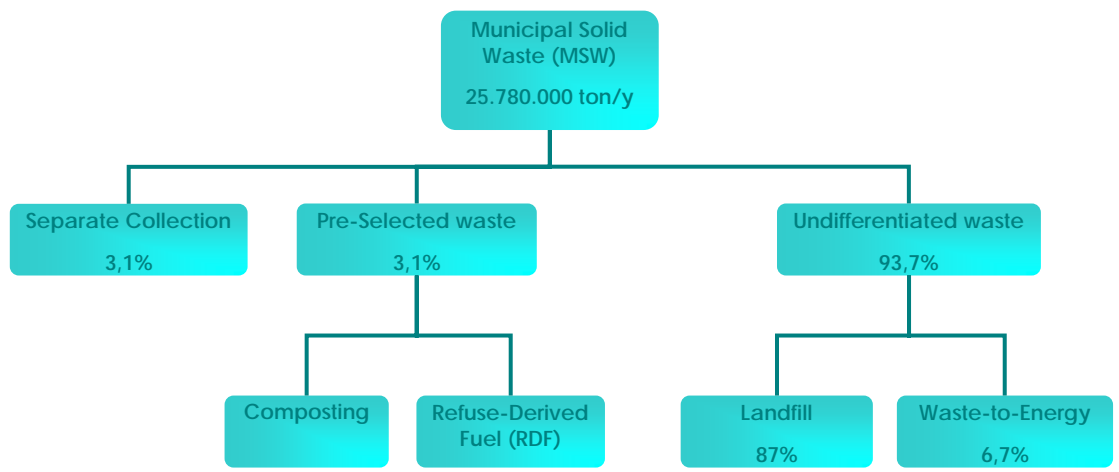 Municipal Solid
Waste (MSW)
25.780.000 ton/y
Separate Collection
3,1%
Pre-Selected waste
3,1%
Undifferentiated waste
93,7%
Composting
Refuse-Derived
Fuel (RDF)
Landfill
87%
Waste-to-Energy
6,7%